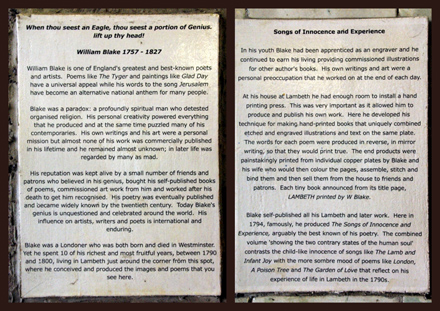 When thou seest an Eagle, thou seest a portion of Genius.
lift up thy head!
William Blake 1757 - 1827
William Blake is one of England's greatest and best-known poets
and artists. Poems like The Tyger and paintings like Glad Day
have a universal appeal while his words to the song Jerusalem
have become an alternative national anthem for many people.
Blake was a paradox: a profoundly spiritual man who detested
organised religion. His personal creativity powered everything
that he produced and at the same time puzzled many of his
contemporaries. His own writings and art were a personal
mission but almost none of his work was commercially published
in his lifetime and he remained almost unknown; in later life was
regarded by many as mad.
His reputation was kept alive by a small number of friends and
patrons who believed in his genius, bought his self-published books
of poems, commissioned art work from him and worked after his
death to get him recognised. His poetry was eventually published
and became widely known by the twentieth century. Today Blake's
genius is unquestioned and celebrated around the world. His
influence on artists, writers and poets is international and
enduring.
Blake was a Londoner who was both born and died in Westminster.
Yet he spent 10 of his richest and most fruitful years, between 1790
and 1800, living in Lambeth just around the corner from this spot,
where he conceived and produced the images and poems that you
see here.
Songs of Innocence and Experience
In his youth Blake had been apprenticed as an engraver and he
continued to earn his living providing commissioned illustrations
for other author's books. His own writings and art were a
personal preoccupation that he worked on at the end of each day.
At his house at Lambeth he had enough room to install a hand
printing press. This was very important as it allowed him to
produce and publish his own work. Here he developed his
technique for making hand-printed books that uniquely combined
etched and engraved illustrations and text on the same plate.
The words for each poem were produced in reverse, in mirror
writing, so that they would print true. The end products were
painstakingly printed from individual copper plates by Blake and
his wife who would then colour the pages, assemble, stitch and
bind them and then sell them from the house to friends and
patrons. Each tiny book announced from its title page,
LAMBETH printed by W Blake.
Blake self-published all his Lambeth and later work. Here in
1794, famously, he produced The Songs of Innocence and
Experience, arguably the best known of his poetry. The combined
volume 'showing the two contrary states of the human soul'
contrasts the child-like innocence of songs like The Lamb and
Infant Joy with the more sombre moods of poems like London,
A Poison Tree and The Garden of Love that reflect on his
experience of life in Lambeth in the 1790s.